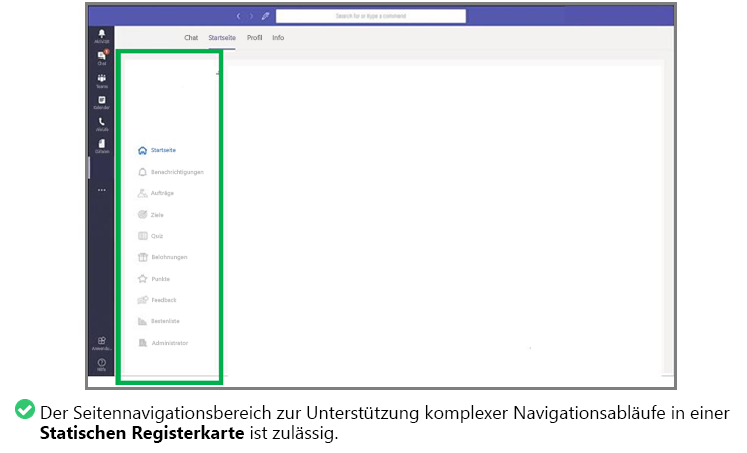 Search for or type a command
Chat Startseite Profil Info
Aktivität
Chat
Teams
Kalender
Anrufe
Dateien
Startseite
Benachrichtigungen
Aufträge
Ziele
Quiz
Belohnungen
Punkte
Feedback
Bestenliste
Administrator
Hilfe
Der Seitennavigationsbereich zur Unterstützung komplexer Navigationsabläufe in einer
Statischen Registerkarte ist zulässig.